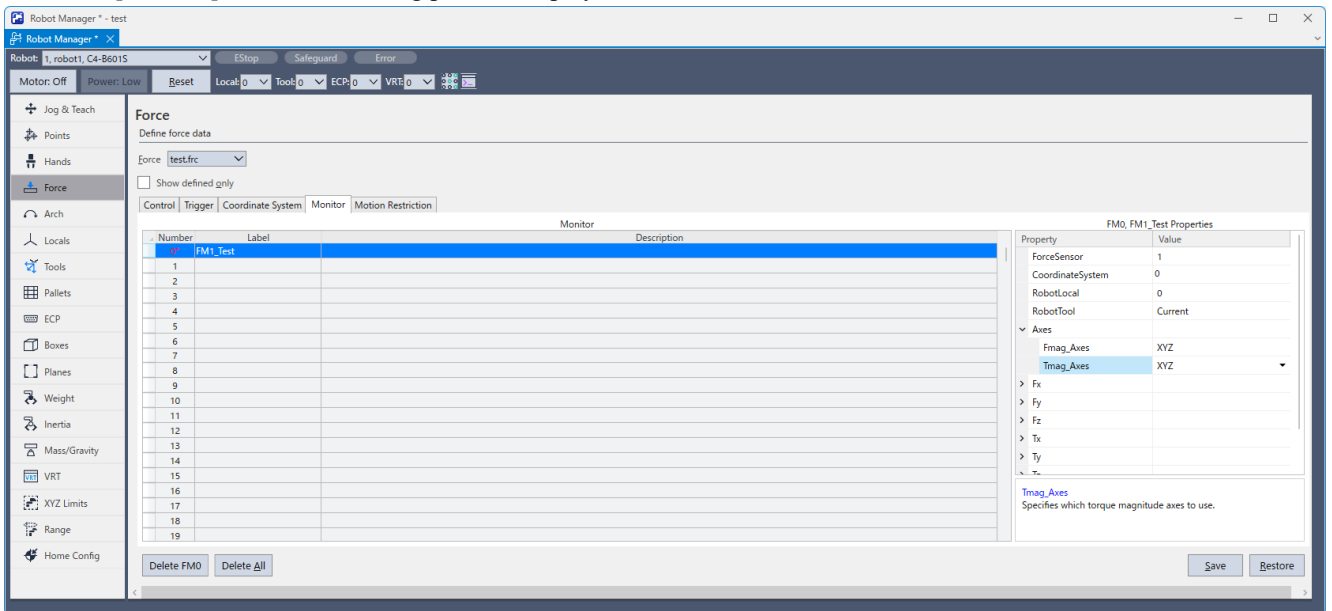 Robot Manager * - test
Robot Manager *
Robot: 1, robot1, C4-B601S EStop Safeguard Error
Motor: Off Power: Low Reset Local: 0 Tool: 0 ECP: 0 VRT: 0
Jog & Teach
Points
Hands
Force
Arch
Locals
Tools
Pallets
ECP
Boxes
Planes
Weight
Inertia
Mass/Gravity
VRT
XYZ Limits
Range
Home Config
Force
Define force data
Force test.frc
Show defined only
Control Trigger Coordinate System Monitor Motion Restriction
Monitor
Number Label Description
0* FM1_Test
1
2
3
4
5
6
7
8
9
10
11
12
13
14
15
16
17
18
19
FM0, FM1_Test Properties
Property Value
ForceSensor 1
CoordinateSystem 0
RobotLocal 0
RobotTool Current
Axes
Fmag_Axes XYZ
Tmag_Axes XYZ
Fx
Fy
Fz
Tx
Ty
Tmag_Axes
Specifies which torque magnitude axes to use.
Delete FM0 Delete All Save Restore